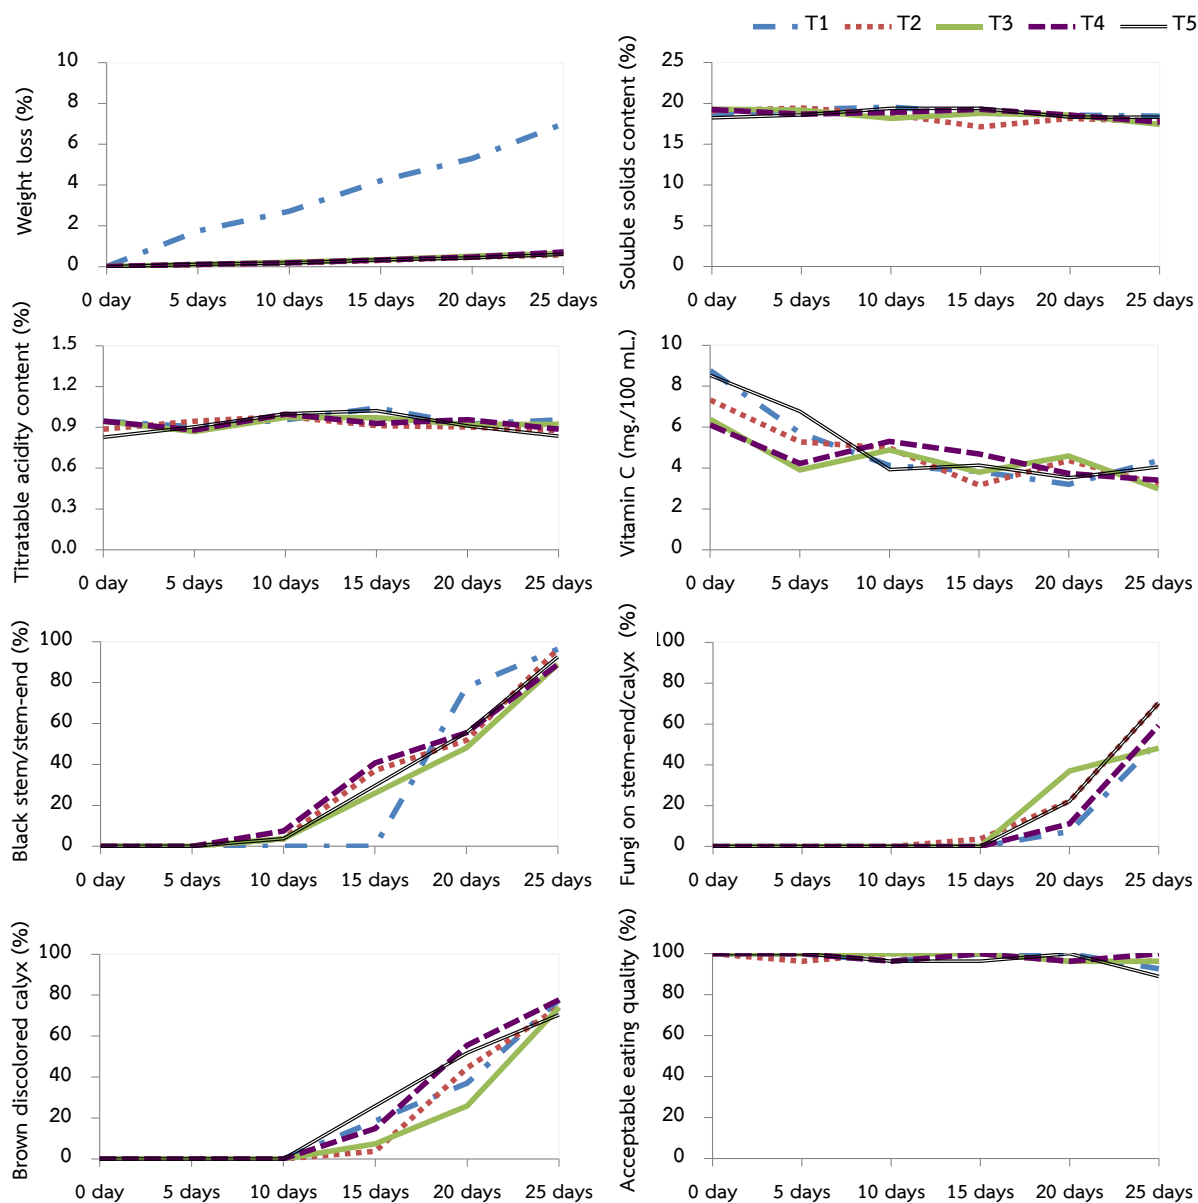 T1 T2 T3 T4 T5
Weight loss (%)
10
8
6
4
2
0
0 day 5 days 10 days 15 days 20 days 25 days
Soluble solids content (%)
25
20
15
10
5
0
0 day 5 days 10 days 15 days 20 days 25 days
Titratable acidity content (%)
1.5
1.2
0.9
0.6
0.3
0.0
0 day 5 days 10 days 15 days 20 days 25 days
Vitamin C (mg./100 mL.)
10
8
6
4
2
0
0 day 5 days 10 days 15 days 20 days 25 days
Black stem/stem-end (%)
100
80
60
40
20
0
0 day 5 days 10 days 15 days 20 days 25 days
Fungi on stem-end/calyx (%)
100
80
60
40
20
0
0 day 5 days 10 days 15 days 20 days 25 days
Brown discolored calyx (%)
100
80
60
40
20
0
0 day 5 days 10 days 15 days 20 days 25 days
Acceptable eating quality (%)
100
80
60
40
20
0
0 day 5 days 10 days 15 days 20 days 25 days